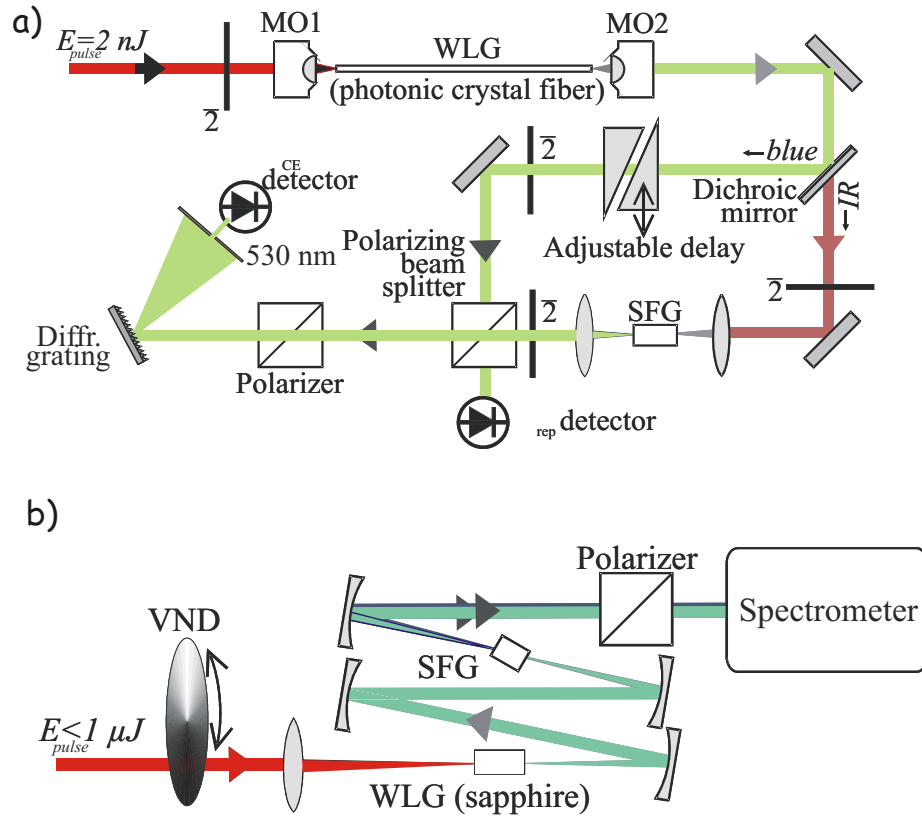 a)
E=2 nJ
pulse
MO1
MO2
WLG
(photonic crystal fiber)
2
2
blue
IR
Dichroic
mirror
Adjustable delay
CE
detector
530 nm
Polarizing
beam
splitter
2
2
SFG
Diffr.
grating
Polarizer
rep detector
b)
Polarizer
Spectrometer
VND
SFG
E<1 μJ
pulse
WLG (sapphire)